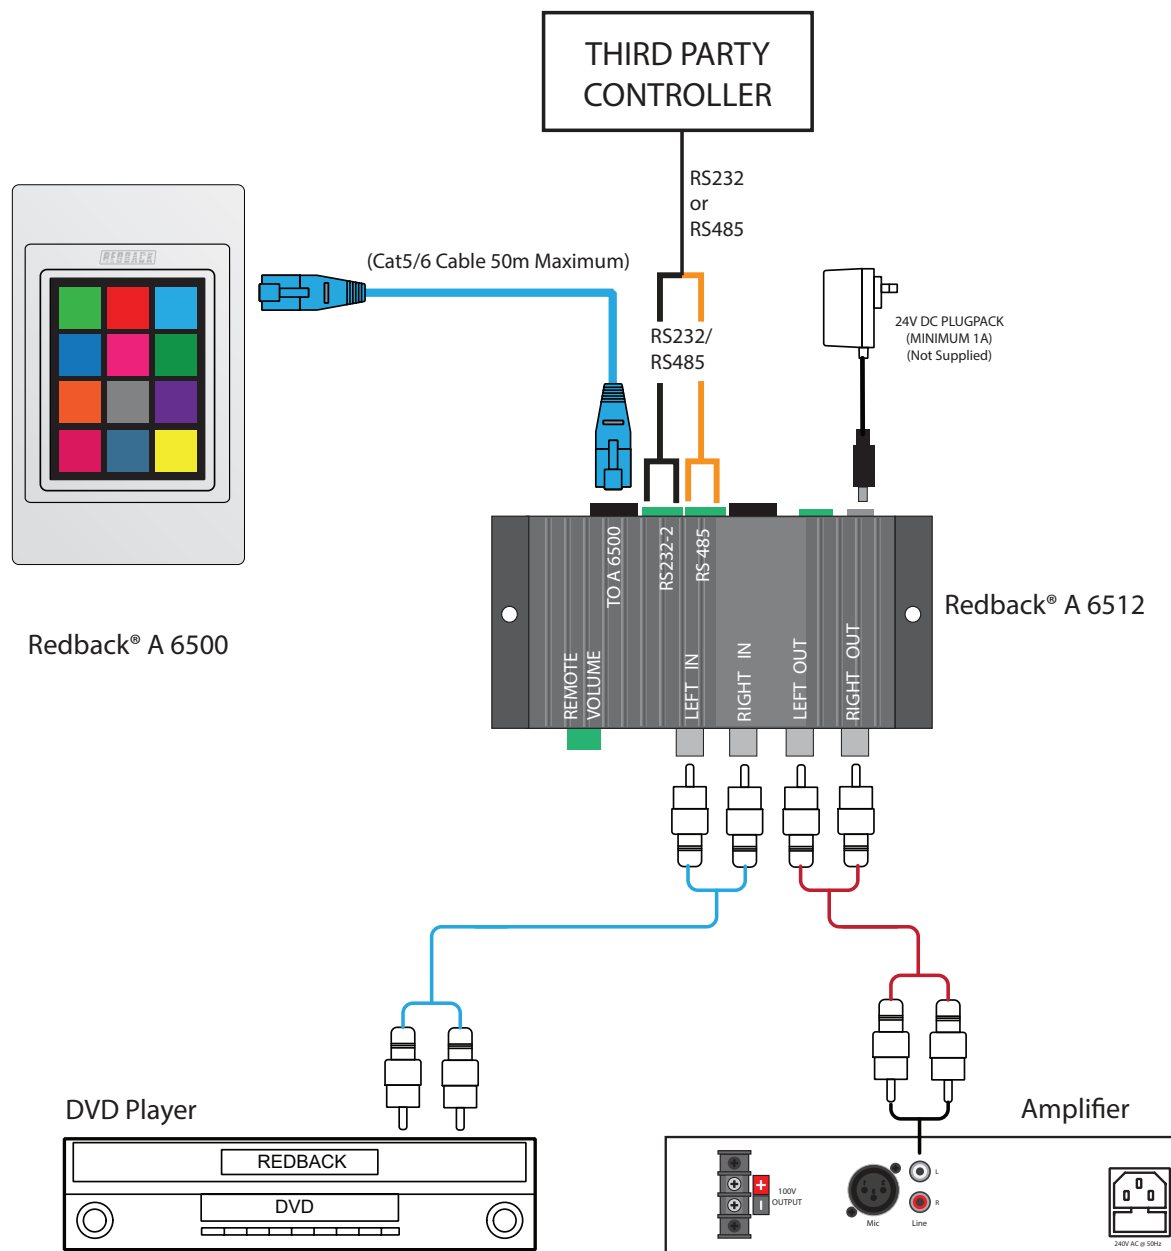 THIRD PARTY
CONTROLLER
RS232
or
RS485
REDBACK
(Cat5/6 Cable 50m Maximum)
RS232/
RS485
24V DC PLUGPACK
(MINIMUM 1A)
(Not Supplied)
TO A 6500
RS232-2
RS 485
REMOTE
VOLUME
LEFT IN
RIGHT IN
LEFT OUT
RIGHT OUT
Redback® A 6512
Redback® A 6500
DVD Player
REDBACK
DVD
Amplifier
+
-
100V
OUTPUT
Mic
L
R
Line
240V AC @ 50Hz